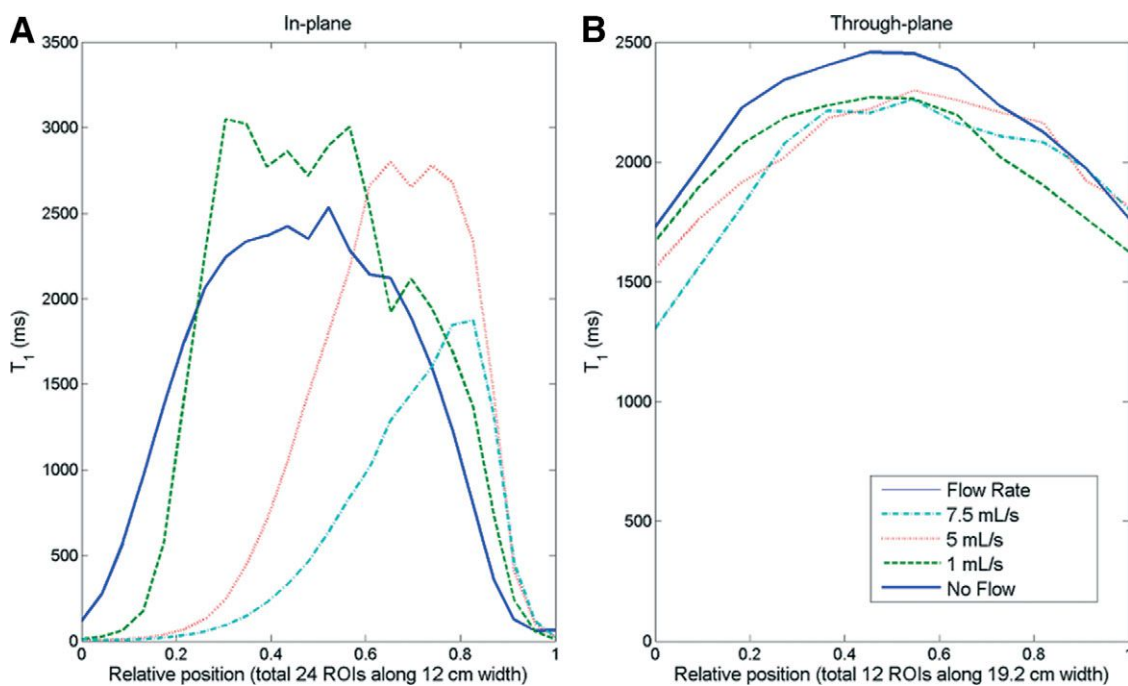 A
In-plane
3500
3000
2500
2000
1500
1000
500
0
T1 (ms)
0
0.2
0.4
0.6
0.8
1
Relative position (total 24 ROIs along 12 cm width)
B
Through-plane
2500
2000
1500
1000
500
0
T1 (ms)
Flow Rate
7.5 mL/s
5 mL/s
1 mL/s
No Flow
0
0.2
0.4
0.6
0.8
1
Relative position (total 12 ROIs along 19.2 cm width)